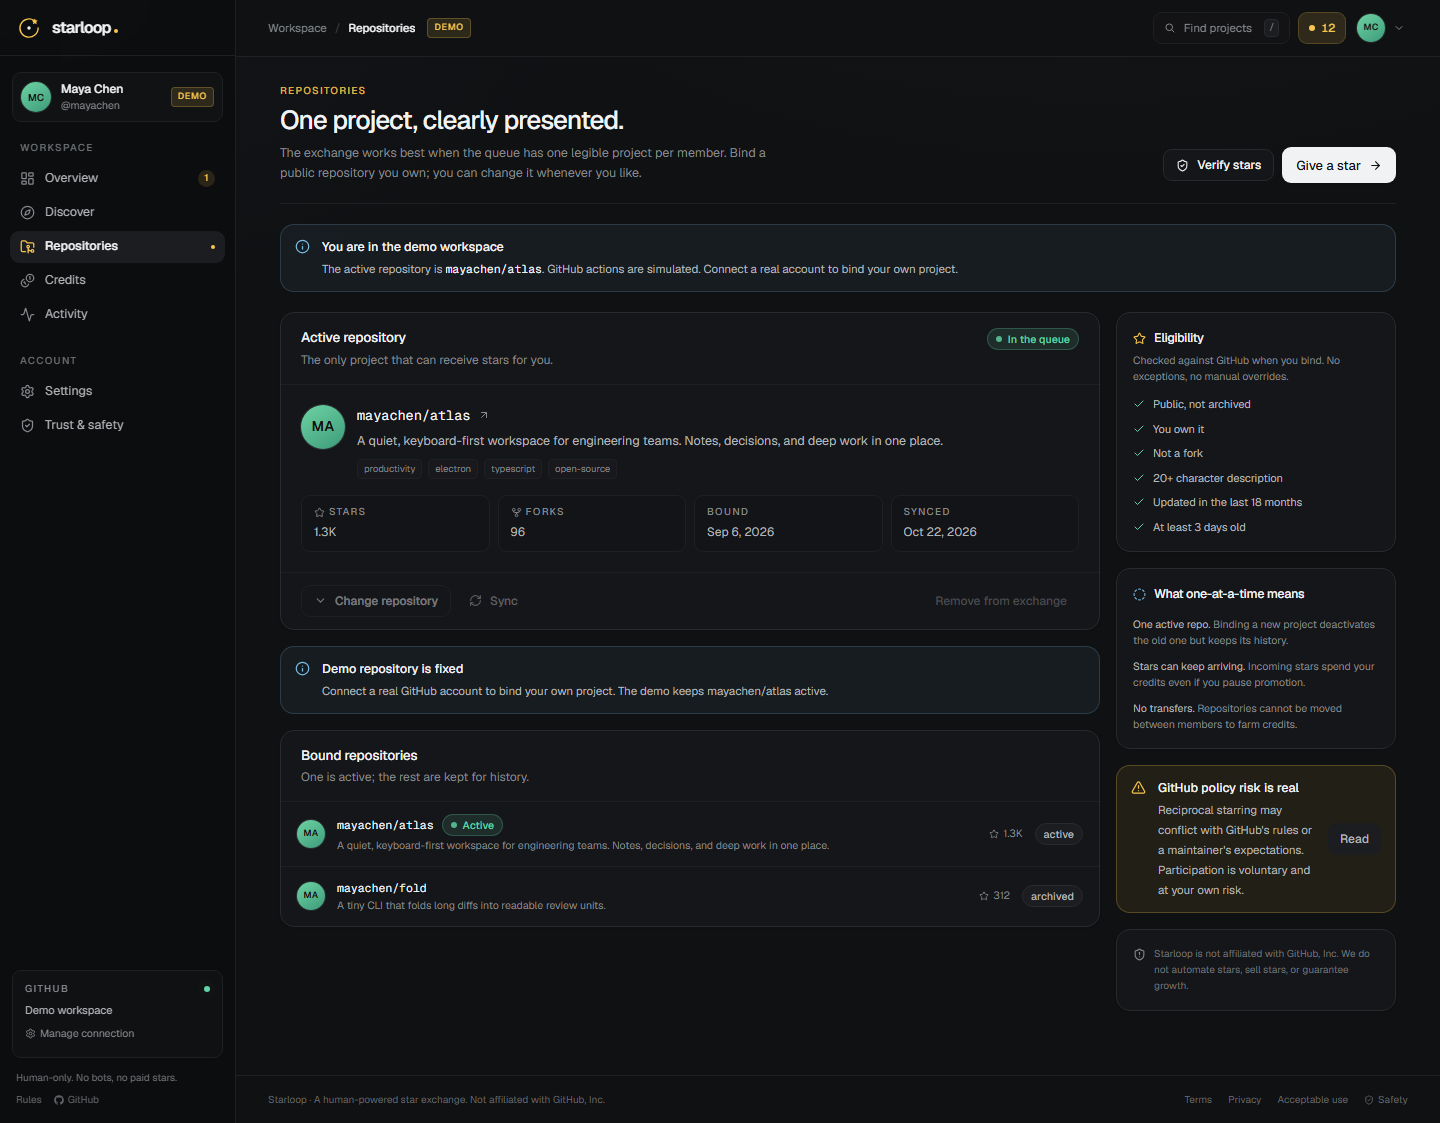 starloop.
Workspace / Repositories DEMO
Find projects /
12
MC
MC
Maya Chen
@mayachen
DEMO
WORKSPACE
Overview 1
Discover
Repositories
Credits
Activity
ACCOUNT
Settings
Trust & safety
GITHUB
Demo workspace
Manage connection
Human-only. No bots, no paid stars.
Rules GitHub
REPOSITORIES
One project, clearly presented.
The exchange works best when the queue has one legible project per member. Bind a
public repository you own; you can change it whenever you like.
Verify stars
Give a star
You are in the demo workspace
The active repository is mayachen/atlas. GitHub actions are simulated. Connect a real account to bind your own project.
Active repository
The only project that can receive stars for you.
In the queue
MA
mayachen/atlas
A quiet, keyboard-first workspace for engineering teams. Notes, decisions, and deep work in one place.
productivity electron typescript open-source
STARS
1.3K
FORKS
96
BOUND
Sep 6, 2026
SYNCED
Oct 22, 2026
Change repository Sync Remove from exchange
Demo repository is fixed
Connect a real GitHub account to bind your own project. The demo keeps mayachen/atlas active.
Bound repositories
One is active; the rest are kept for history.
MA
mayachen/atlas Active
A quiet, keyboard-first workspace for engineering teams. Notes, decisions, and deep work in one place.
1.3K active
MA
mayachen/fold
A tiny CLI that folds long diffs into readable review units.
312 archived
Eligibility
Checked against GitHub when you bind. No
exceptions, no manual overrides.
Public, not archived
You own it
Not a fork
20+ character description
Updated in the last 18 months
At least 3 days old
What one-at-a-time means
One active repo. Binding a new project deactivates
the old one but keeps its history.
Stars can keep arriving. Incoming stars spend your
credits even if you pause promotion.
No transfers. Repositories cannot be moved
between members to farm credits.
GitHub policy risk is real
Reciprocal starring may
conflict with GitHub's rules or
a maintainer's expectations.
Participation is voluntary and
at your own risk.
Read
Starloop is not affiliated with GitHub, Inc. We do
not automate stars, sell stars, or guarantee
growth.
Starloop · A human-powered star exchange. Not affiliated with GitHub, Inc.
Terms Privacy Acceptable use Safety